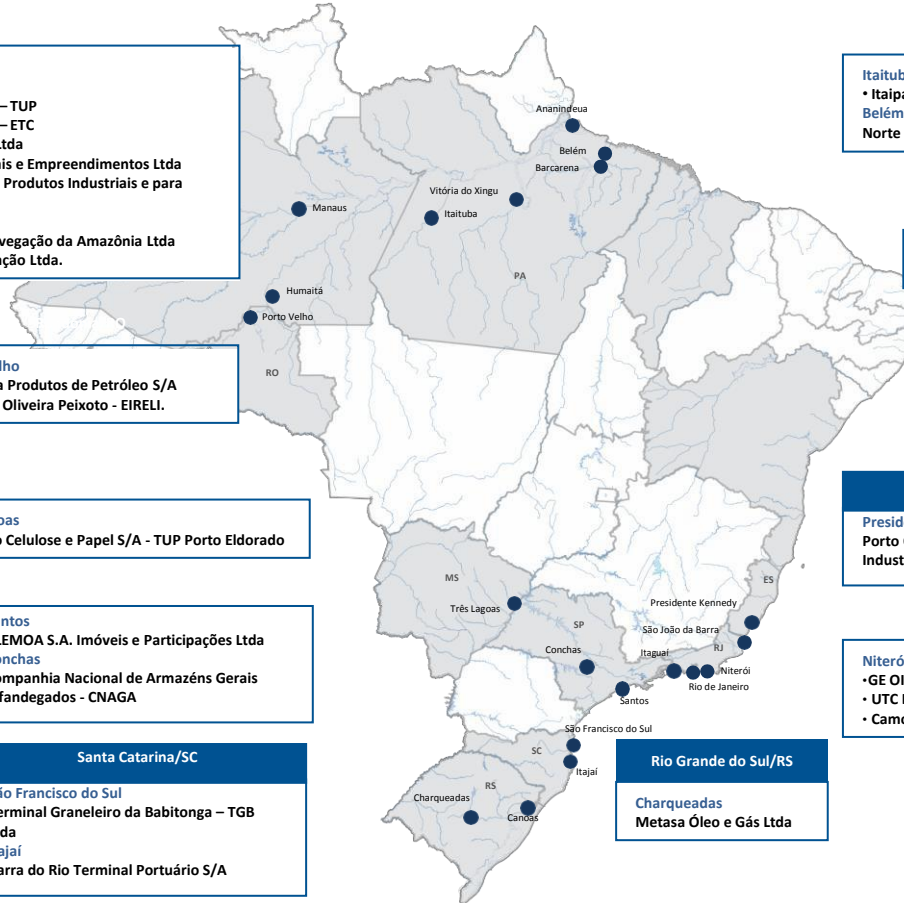 – TUP
– ETC
Ltda
is e Empreendimentos Ltda
Produtos Industriais e para
vegação da Amazônia Ltda
ção Ltda.
lho
a Produtos de Petróleo S/A
Oliveira Peixoto - EIRELI.
oas
o Celulose e Papel S/A - TUP Porto Eldorado
ntos
LEMOA S.A. Imóveis e Participações Ltda
onchas
ompanhia Nacional de Armazéns Gerais
fandegados - CNAGA
Santa Catarina/SC
ão Francisco do Sul
erminal Graneleiro da Babitonga – TGB
da
ajaí
arra do Rio Terminal Portuário S/A
Ananindeua
Belém
Barcarena
Vitória do Xingu
Itaituba
Manaus
PA
Humaitá
Porto Velho
RO
MS
Três Lagoas
SP
Conchas
Presidente Kennedy
ES
São João da Barra
RJ
Itaguaí
Niterói
Rio de Janeiro
Santos
São Francisco do Sul
SC
Itajaí
RS
Charqueadas
Canoas
Rio Grande do Sul/RS
Charqueadas
Metasa Óleo e Gás Ltda
Itaitub
• Itaipa
Belém
Norte
Presid
Porto
Indust
Niteró
•GE OI
• UTC
• Camo